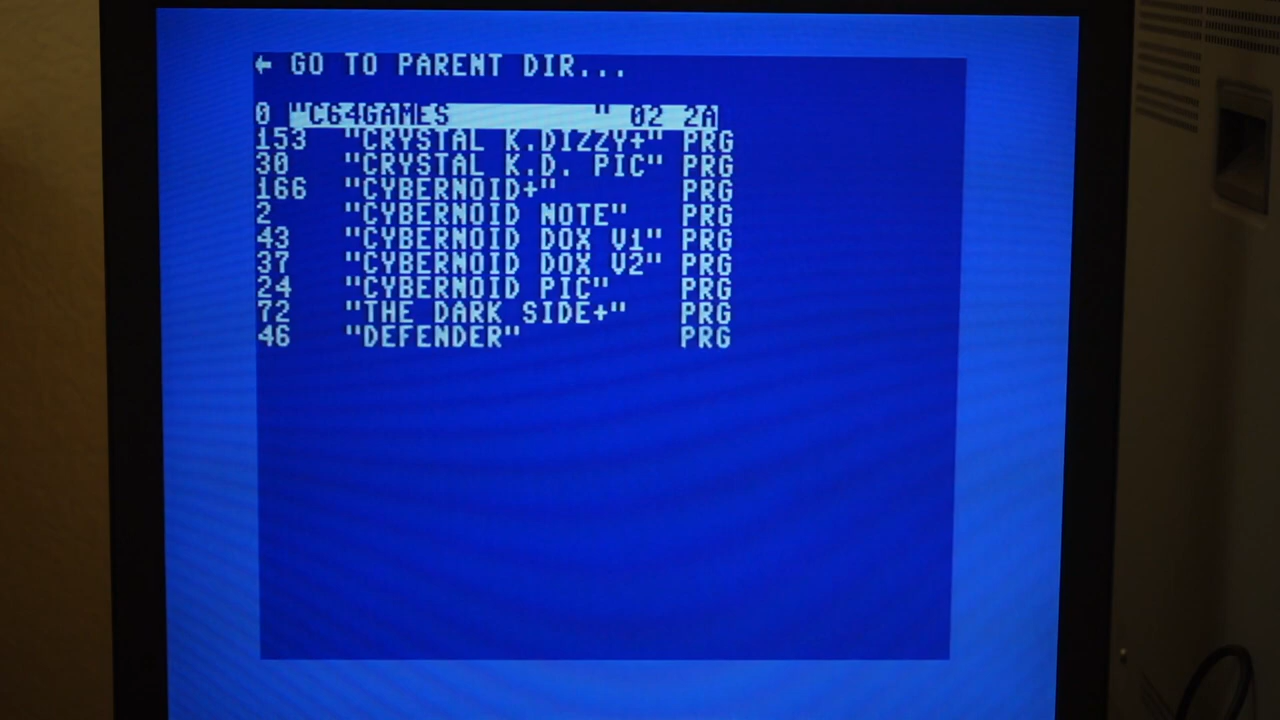 ← GO TO PARENT DIR...
0 "C64GAMES        " 02 2A
153 "CRYSTAL K.DIZZY+" PRG
30 "CRYSTAL K.D. PIC" PRG
166 "CYBERNOID+" PRG
2 "CYBERNOID NOTE" PRG
43 "CYBERNOID DOX V1" PRG
37 "CYBERNOID DOX V2" PRG
24 "CYBERNOID PIC" PRG
72 "THE DARK SIDE+" PRG
46 "DEFENDER" PRG